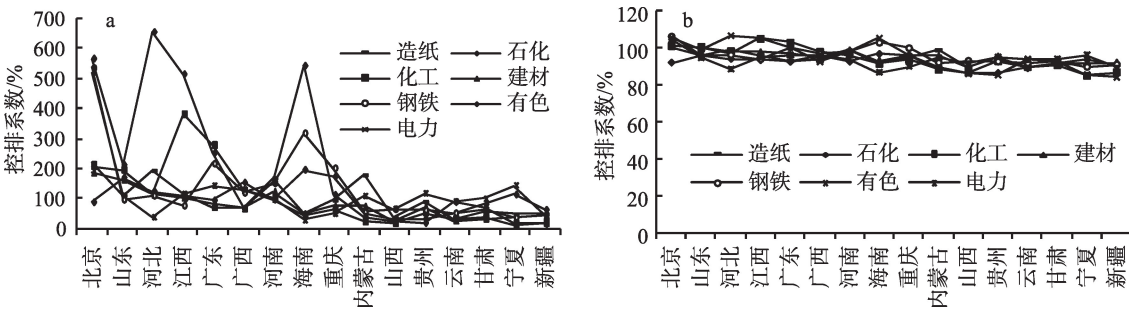 a
控排系数/%
700
600
500
400
300
200
100
0
造纸 石化
化工 建材
钢铁 有色
电力
北京 山东 河北 江西 广东 广西 河南 海南 重庆 内蒙古 山西 贵州 云南 甘肃 宁夏 新疆
b
控排系数/%
120
100
80
60
40
20
0
造纸 石化 化工 建材
钢铁 有色 电力
北京 山东 河北 江西 广东 广西 河南 海南 重庆 内蒙古 山西 贵州 云南 甘肃 宁夏 新疆